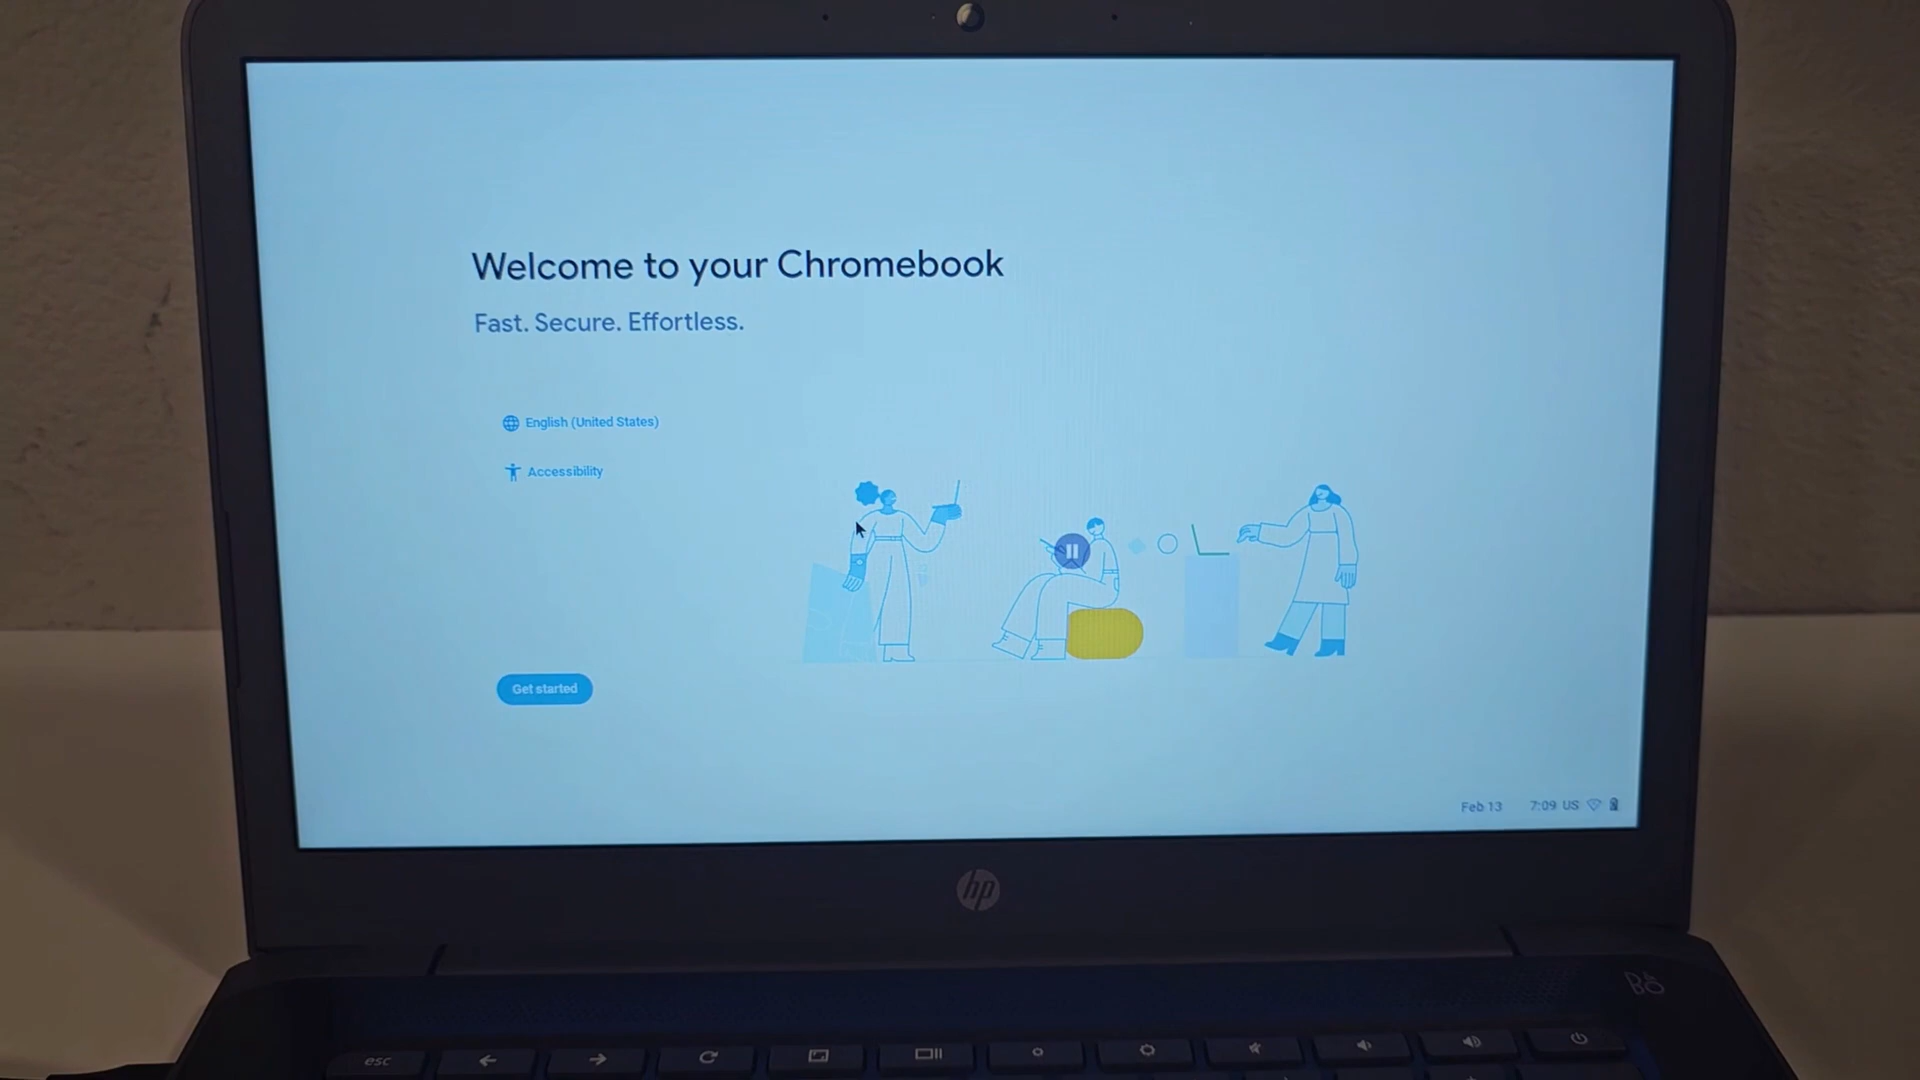 Welcome to your Chromebook
Fast. Secure. Effortless.
English (United States)
Accessibility
Get started
Feb 13 7:09 US
hp
B&O
esc